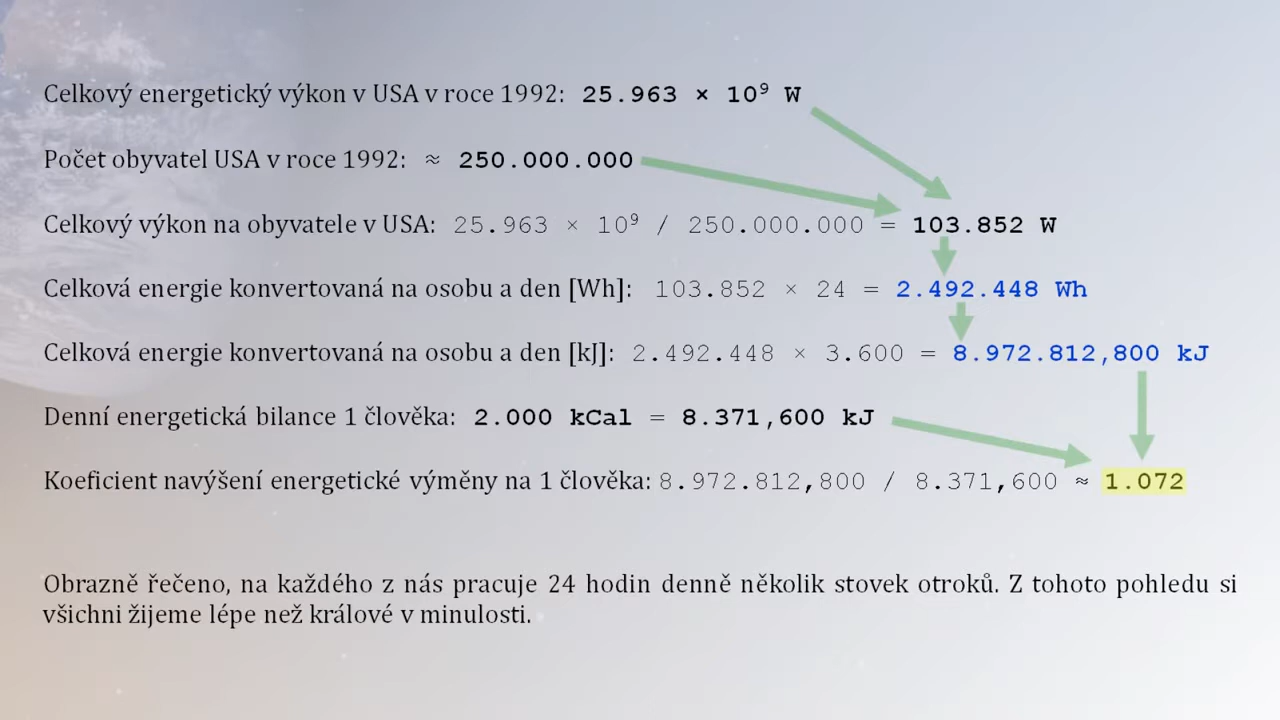 Celkový energetický výkon v USA v roce 1992: 25.963 × 10⁹ W
Počet obyvatel USA v roce 1992: ≈ 250.000.000
Celkový výkon na obyvatele v USA: 25.963 × 10⁹ / 250.000.000 = 103.852 W
Celková energie konvertovaná na osobu a den [Wh]: 103.852 × 24 = 2.492.448 Wh
Celková energie konvertovaná na osobu a den [kJ]: 2.492.448 × 3.600 = 8.972.812,800 kJ
Denní energetická bilance 1 člověka: 2.000 kCal = 8.371,600 kJ
Koeficient navýšení energetické výměny na 1 člověka: 8.972.812,800 / 8.371,600 ≈ 1.072
Obrazně řečeno, na každého z nás pracuje 24 hodin denně několik stovek otroků. Z tohoto pohledu si
všichni žijeme lépe než králové v minulosti.